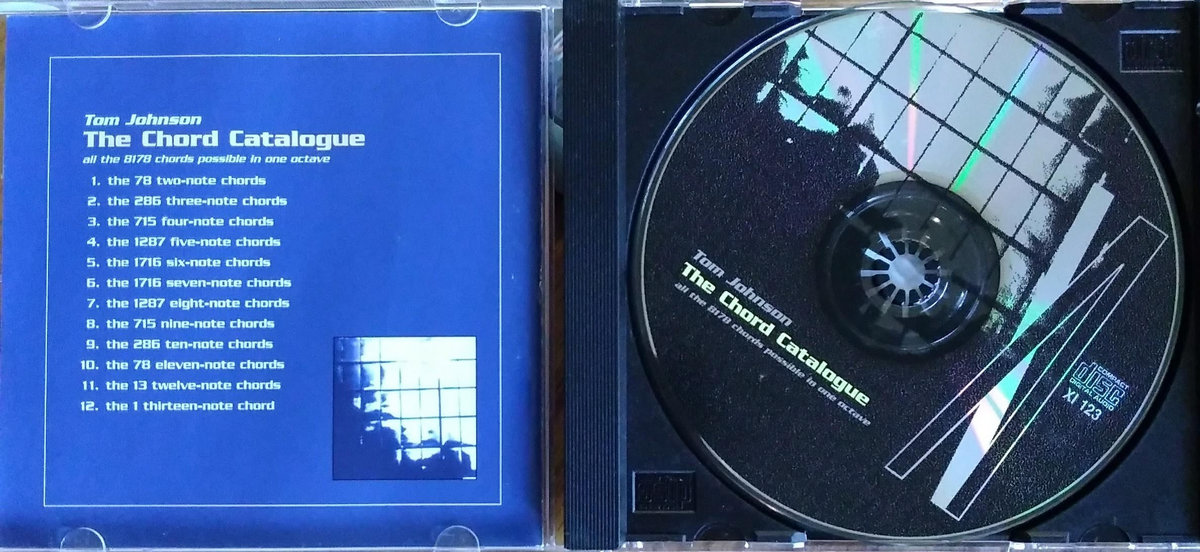 Tom Johnson
The Chord Catalogue
all the 8178 chords possible in one octave
1. the 78 two-note chords
2. the 286 three-note chords
3. the 715 four-note chords
4. the 1287 five-note chords
5. the 1716 six-note chords
6. the 1716 seven-note chords
7. the 1287 eight-note chords
8. the 715 nine-note chords
9. the 286 ten-note chords
10. the 78 eleven-note chords
11. the 13 twelve-note chords
12. the 1 thirteen-note chord
Tom Johnson
The Chord Catalogue
all the 8178 chords possible in one octave
COMPACT
disc
DIGITAL AUDIO
XI 123